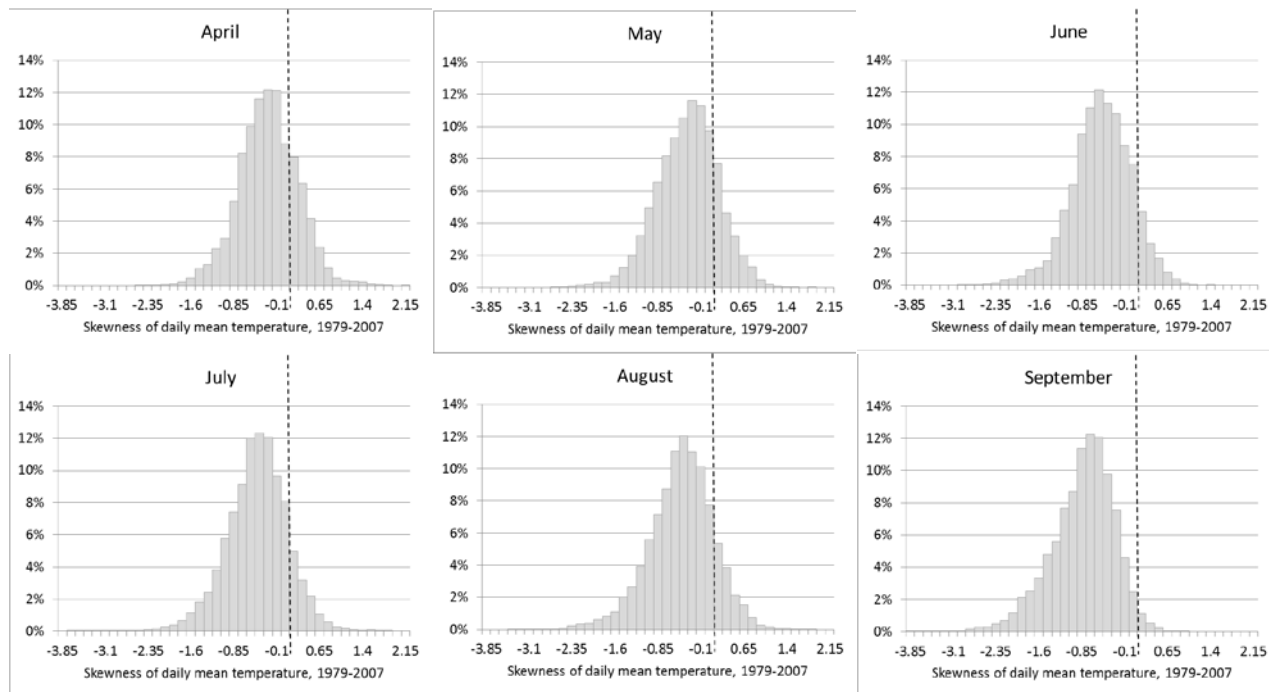 April
14%
12%
10%
8%
6%
4%
2%
0%
-3.85 -3.1 -2.35 -1.6 -0.85 -0.1 0.65 1.4 2.15
Skewness of daily mean temperature, 1979-2007
May
14%
12%
10%
8%
6%
4%
2%
0%
-3.85 -3.1 -2.35 -1.6 -0.85 -0.1 0.65 1.4 2.15
Skewness of daily mean temperature, 1979-2007
June
14%
12%
10%
8%
6%
4%
2%
0%
-3.85 -3.1 -2.35 -1.6 -0.85 -0.1 0.65 1.4 2.15
Skewness of daily mean temperature, 1979-2007
July
14%
12%
10%
8%
6%
4%
2%
0%
-3.85 -3.1 -2.35 -1.6 -0.85 -0.1 0.65 1.4 2.15
Skewness of daily mean temperature, 1979-2007
August
14%
12%
10%
8%
6%
4%
2%
0%
-3.85 -3.1 -2.35 -1.6 -0.85 -0.1 0.65 1.4 2.15
Skewness of daily mean temperature, 1979-2007
September
14%
12%
10%
8%
6%
4%
2%
0%
-3.85 -3.1 -2.35 -1.6 -0.85 -0.1 0.65 1.4 2.15
Skewness of daily mean temperature, 1979-2007